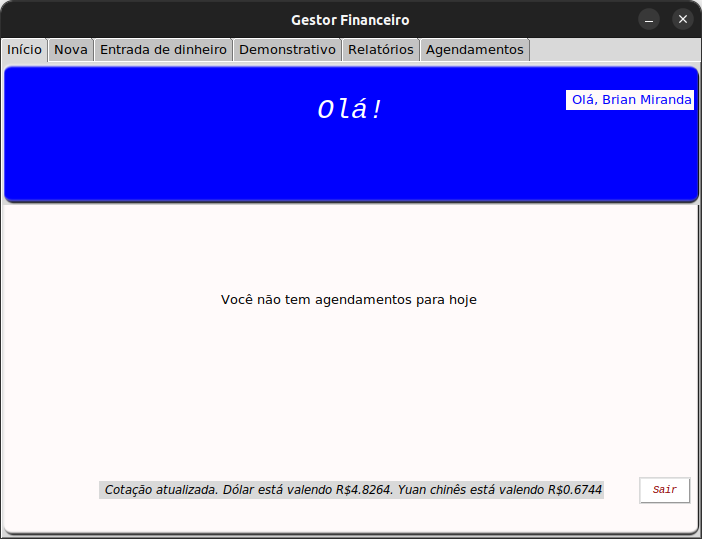 Gestor Financeiro
Início Nova Entrada de dinheiro Demonstrativo Relatórios Agendamentos
Olá!
Olá, Brian Miranda
Você não tem agendamentos para hoje
Cotação atualizada. Dólar está valendo R$4.8264. Yuan chinês está valendo R$0.6744
Sair